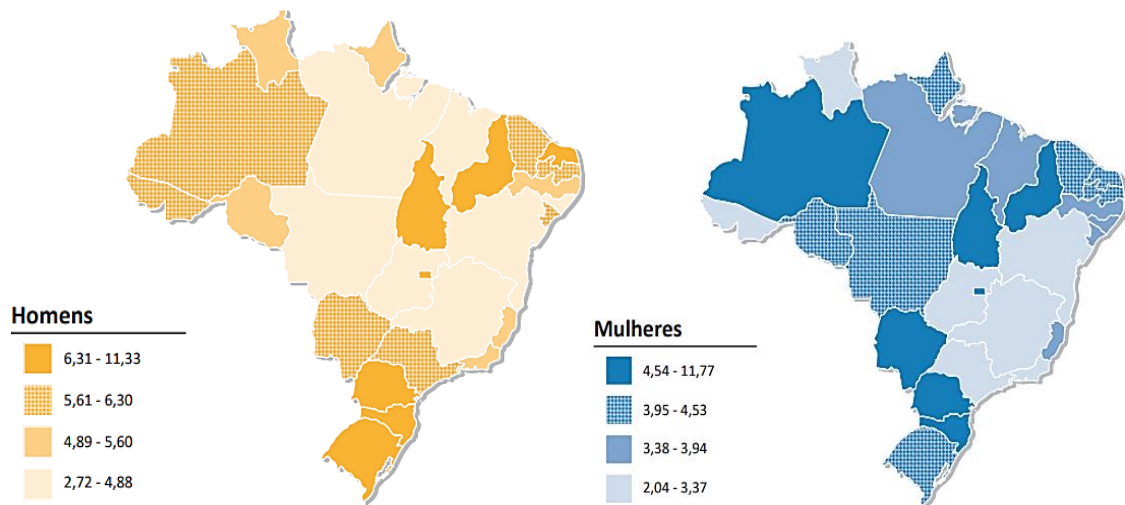 Homens
6,31 - 11,33
5,61 - 6,30
4,89 - 5,60
2,72 - 4,88
Mulheres
4,54 - 11,77
3,95 - 4,53
3,38 - 3,94
2,04 - 3,37